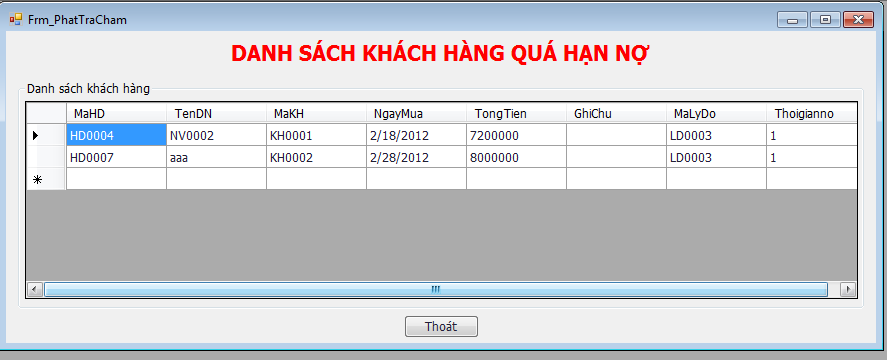 Frm_PhatTraCham
DANH SÁCH KHÁCH HÀNG QUÁ HẠN NỢ
Danh sách khách hàng
MaHD TenDN MaKH NgayMua TongTien GhiChu MaLyDo Thoigianno
HD0004 NV0002 KH0001 2/18/2012 7200000 LD0003 1
HD0007 aaa KH0002 2/28/2012 8000000 LD0003 1
Thoát